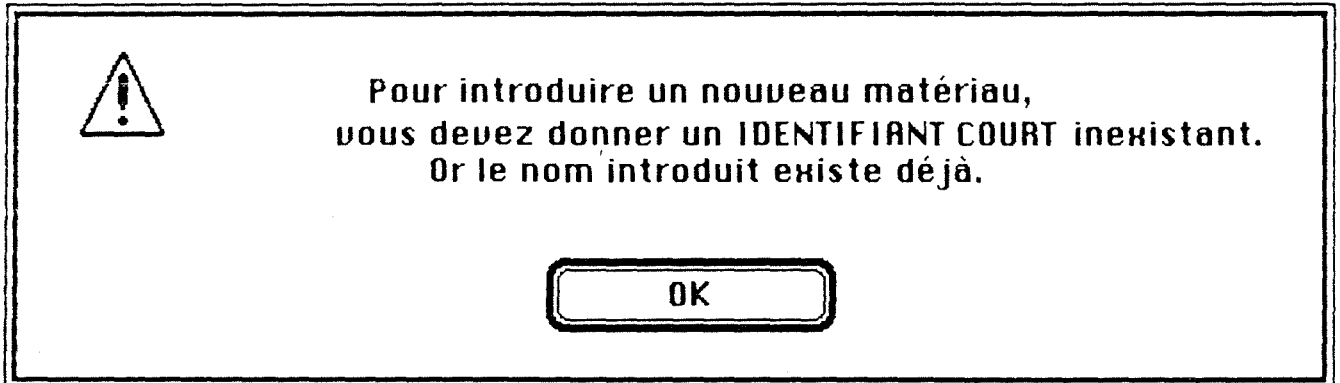 Pour introduire un nouveau matériau,
vous devez donner un IDENTIFIANT COURT inexistant.
Or le nom introduit existe déjà.
OK